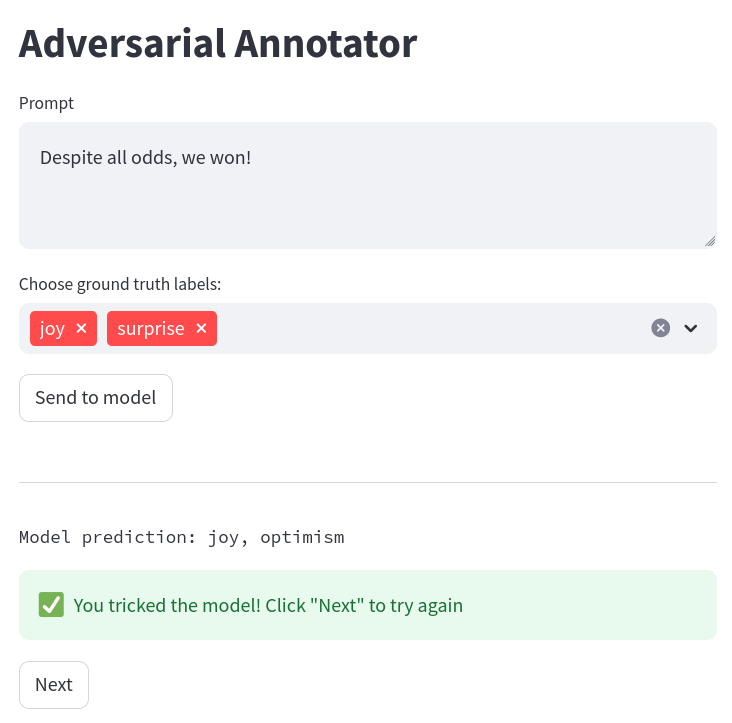 Adversarial Annotator
Prompt
Despite all odds, we won!
Choose ground truth labels:
joy × surprise ×
Send to model
Model prediction: joy, optimism
You tricked the model! Click "Next" to try again
Next